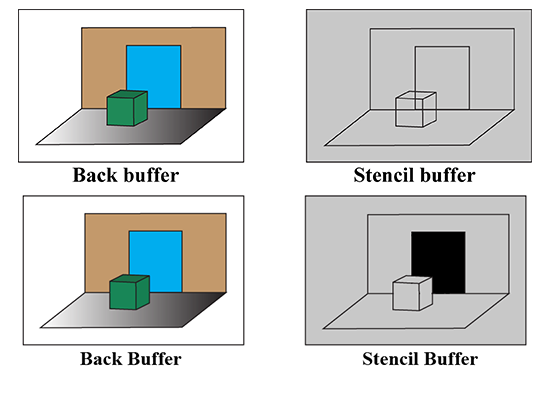 Back buffer
Stencil buffer
Back Buffer
Stencil Buffer